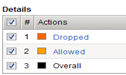 Details
# Actions
1 Dropped
2 Allowed
3 Overall